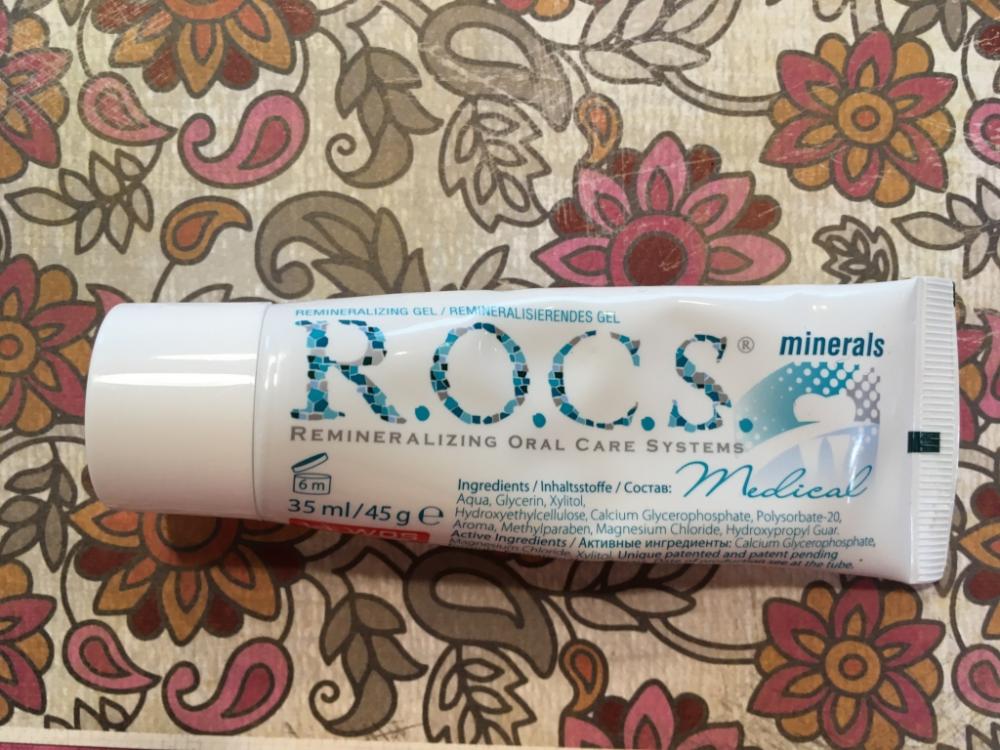 REMINERALIZING GEL / REMINERALISIERENDES GEL
R.O.C.S.®
minerals
REMINERALIZING ORAL CARE SYSTEMS
Medical
6 m
35 ml/45 g ℮
Ingredients / Inhaltsstoffe / Состав:
Aqua, Glycerin, Xylitol,
Hydroxyethylcellulose, Calcium Glycerophosphate, Polysorbate-20,
Aroma, Methylparaben, Magnesium Chloride, Hydroxypropyl Guar.
Active Ingredients / Активные ингредиенты: Calcium Glycerophosphate,
Magnesium Chloride, Xylitol. Unique patented and patent pending
see at the tube.